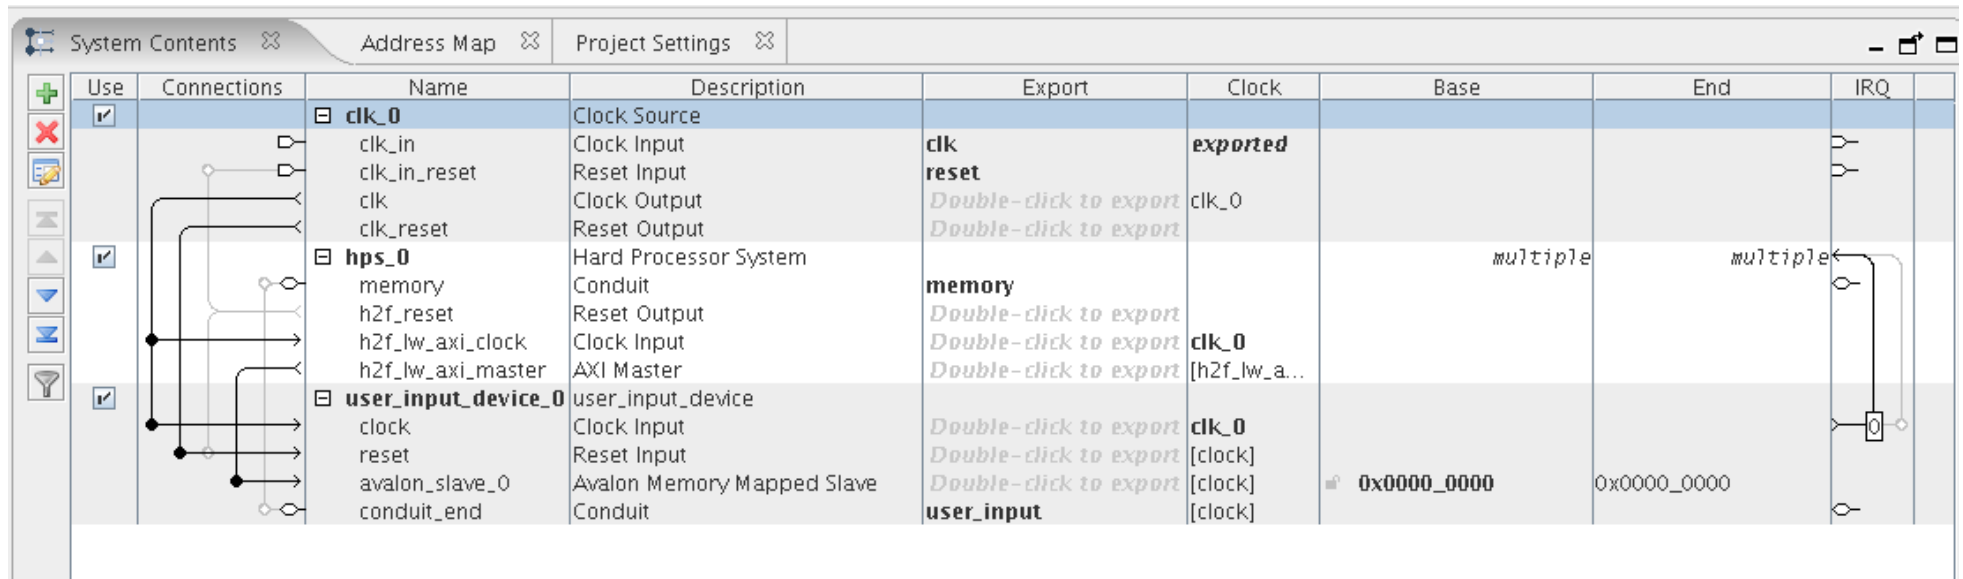 System Contents Address Map Project Settings
Use Connections Name Description Export Clock Base End IRQ
clk_0 Clock Source
clk_in Clock Input clk exported
clk_in_reset Reset Input reset
clk Clock Output Double-click to export clk_0
clk_reset Reset Output Double-click to export
hps_0 Hard Processor System multiple multiple
memory Conduit memory
h2f_reset Reset Output Double-click to export
h2f_lw_axi_clock Clock Input Double-click to export clk_0
h2f_lw_axi_master AXI Master Double-click to export [h2f_lw_a...
user_input_device_0 user_input_device
clock Clock Input Double-click to export clk_0 0
reset Reset Input Double-click to export [clock]
avalon_slave_0 Avalon Memory Mapped Slave Double-click to export [clock] 0x0000_0000 0x0000_0000
conduit_end Conduit user_input [clock]